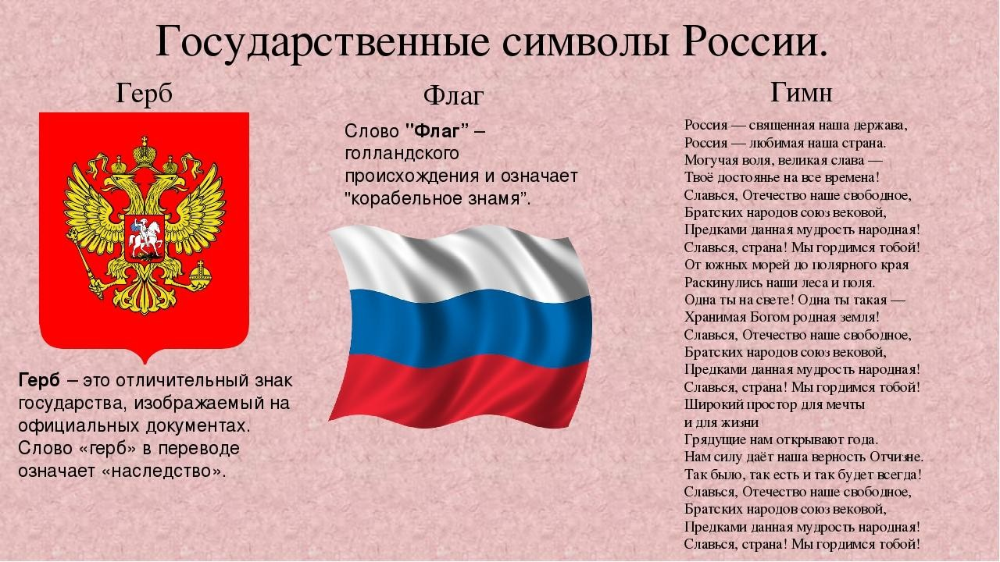 Государственные символы России.
Герб
Герб – это отличительный знак
государства, изображаемый на
официальных документах.
Слово «герб» в переводе
означает «наследство».
Флаг
Слово "Флаг” –
голландского
происхождения и означает
"корабельное знамя”.
Гимн
Россия — священная наша держава,
Россия — любимая наша страна.
Могучая воля, великая слава —
Твоё достоянье на все времена!
Славься, Отечество наше свободное,
Братских народов союз вековой,
Предками данная мудрость народная!
Славься, страна! Мы гордимся тобой!
От южных морей до полярного края
Раскинулись наши леса и поля.
Одна ты на свете! Одна ты такая —
Хранимая Богом родная земля!
Славься, Отечество наше свободное,
Братских народов союз вековой,
Предками данная мудрость народная!
Славься, страна! Мы гордимся тобой!
Широкий простор для мечты
и для жизни
Грядущие нам открывают года.
Нам силу даёт наша верность Отчизне.
Так было, так есть и так будет всегда!
Славься, Отечество наше свободное,
Братских народов союз вековой,
Предками данная мудрость народная!
Славься, страна! Мы гордимся тобой!